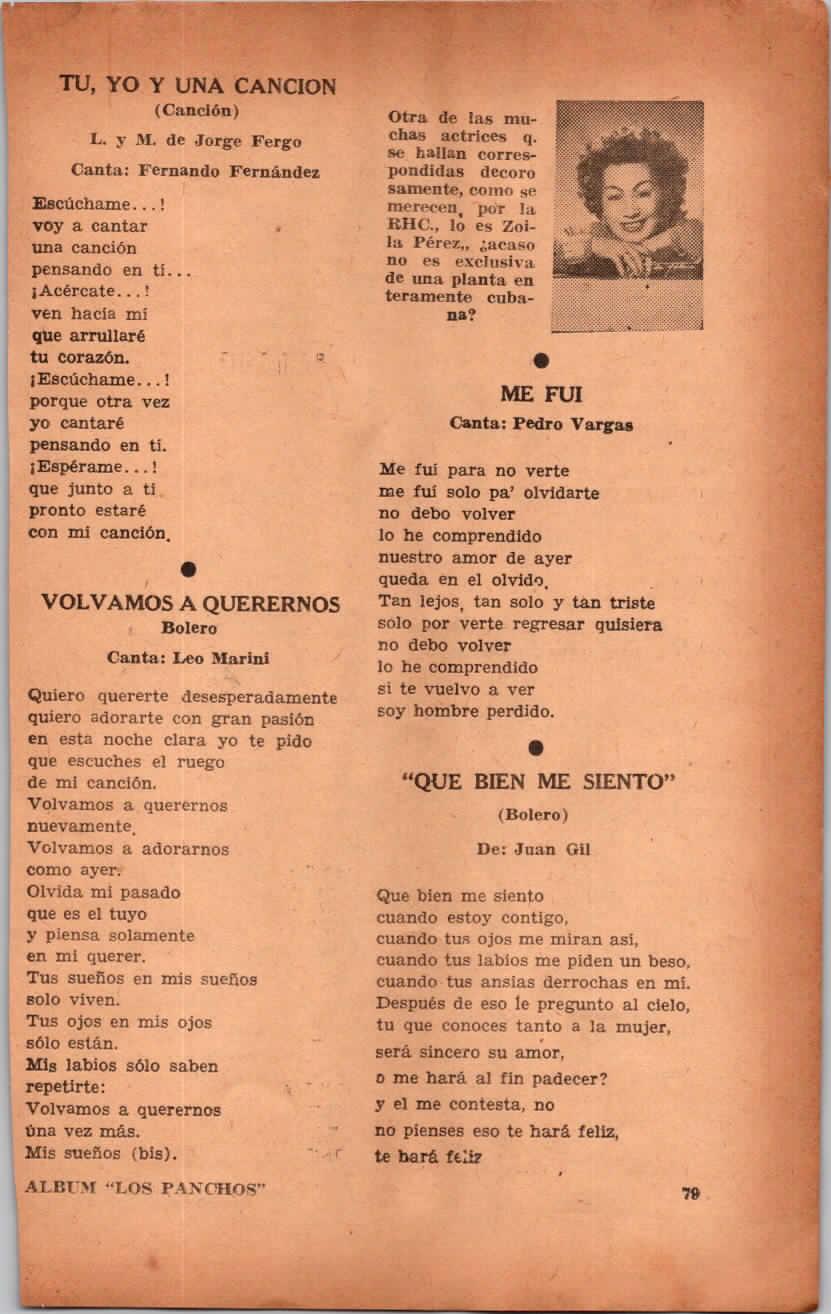 TU, YO Y UNA CANCION
(Canción)
L. y M. de Jorge Fergo
Canta: Fernando Fernández
Escúchame...!
voy a cantar
una canción
pensando en tí...
¡Acércate...!
ven hacia mí
que arrullaré
tu corazón.
¡Escúchame...!
porque otra vez
yo cantaré
pensando en tí.
¡Espérame...!
que junto a tí
pronto estaré
con mi canción.
VOLVAMOS A QUERERNOS
Bolero
Canta: Leo Marini
Quiero quererte desesperadamente
quiero adorarte con gran pasión
en esta noche clara yo te pido
que escuches el ruego
de mi canción.
Volvamos a querernos
nuevamente.
Volvamos a adorarnos
como ayer.
Olvida mi pasado
que es el tuyo
y piensa solamente
en mi querer.
Tus sueños en mis sueños
solo viven.
Tus ojos en mis ojos
sólo están.
Mis labios sólo saben
repetirte:
Volvamos a querernos
una vez más.
Mis sueños (bis).
ALBUM "LOS PANCHOS"
Otra de las mu-
chas actrices q.
se hallan corres-
pondidas decoro
samente, como se
merecen, por la
RHC., lo es Zoi-
la Pérez,, ¿acaso
no es exclusiva
de una planta en
teramente cuba-
na?
ME FUI
Canta: Pedro Vargas
Me fuí para no verte
me fuí solo pa' olvidarte
no debo volver
lo he comprendido
nuestro amor de ayer
queda en el olvido.
Tan lejos, tan solo y tan triste
solo por verte regresar quisiera
no debo volver
lo he comprendido
si te vuelvo a ver
soy hombre perdido.
"QUE BIEN ME SIENTO"
(Bolero)
De: Juan Gil
Que bien me siento
cuando estoy contigo,
cuando tus ojos me miran así,
cuando tus labios me piden un beso,
cuando tus ansias derrochas en mí.
Después de eso le pregunto al cielo,
tu que conoces tanto a la mujer,
será sincero su amor,
o me hará al fin padecer?
y el me contesta, no
no pienses eso te hará feliz,
te hará feliz
79